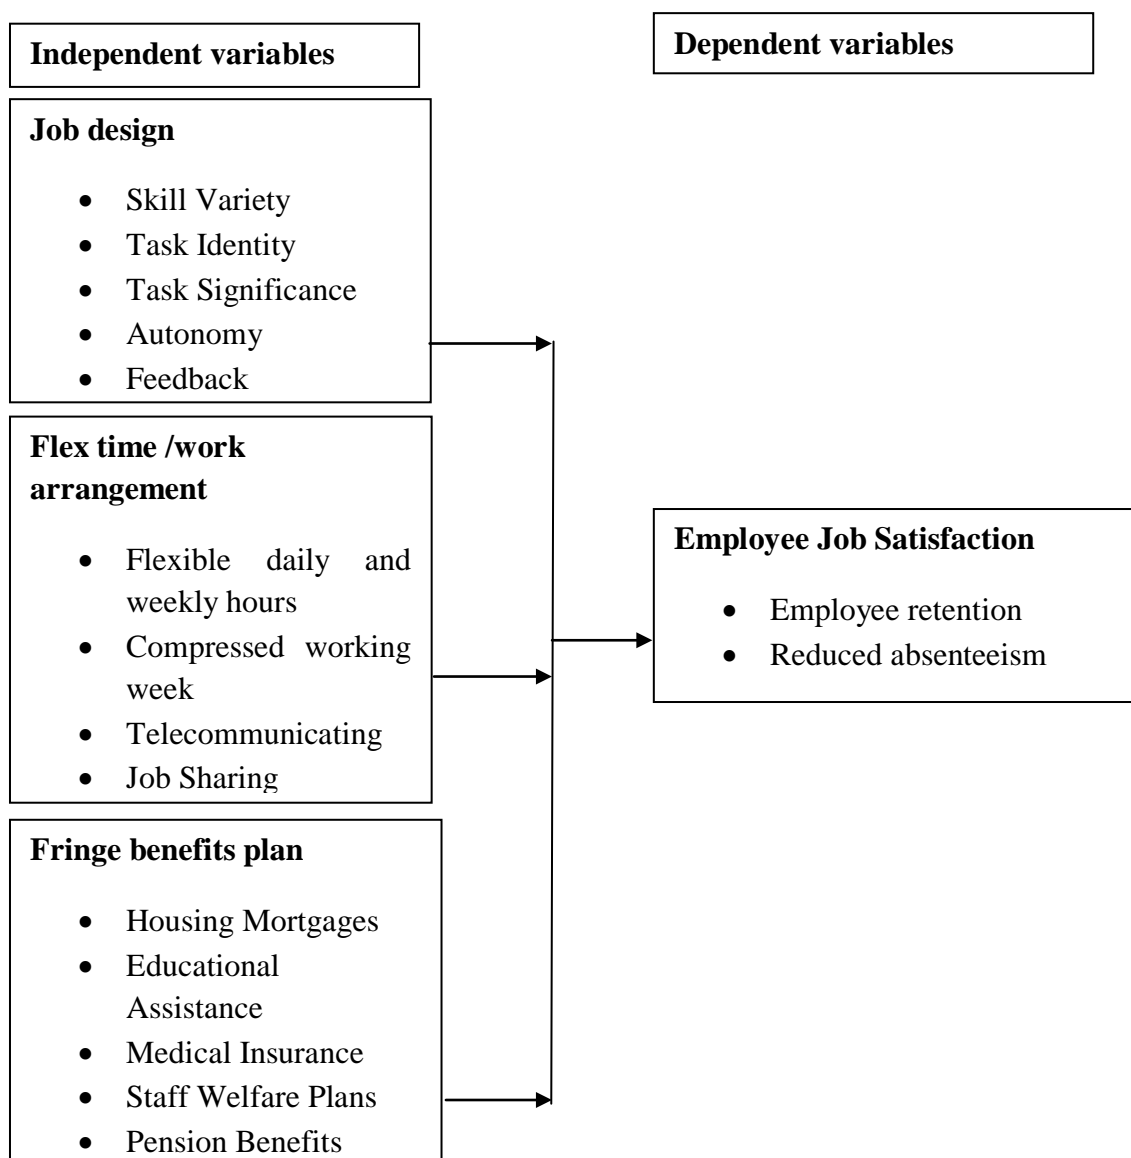 Independent variables
Dependent variables
Job design
• Skill Variety
• Task Identity
• Task Significance
• Autonomy
• Feedback
Flex time /work
arrangement
• Flexible daily and
weekly hours
• Compressed working
week
• Telecommunicating
• Job Sharing
Employee Job Satisfaction
• Employee retention
• Reduced absenteeism
Fringe benefits plan
• Housing Mortgages
• Educational
Assistance
• Medical Insurance
• Staff Welfare Plans
• Pension Benefits